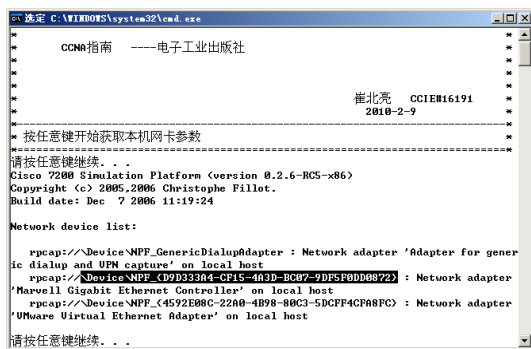 选定 C:\WINDOWS\system32\cmd.exe
* *
* CCNA指南 ----电子工业出版社 *
* *
* *
* *
* 崔北亮 CCIE#16191 *
* 2010-2-9 *
*-----------------------------------------------------------------------*
* 按任意键开始获取本机网卡参数 *
*=======================================================================*
请按任意键继续. . .
Cisco 7200 Simulation Platform (version 0.2.6-RC5-x86)
Copyright (c) 2005,2006 Christophe Fillot.
Build date: Dec 7 2006 11:19:24
Network device list:
rpcap://\Device\NPF_GenericDialupAdapter : Network adapter 'Adapter for gener
ic dialup and VPN capture' on local host
rpcap://\Device\NPF_{D9D333A4-CF15-4A3D-BC07-9DF5F0DD0872} : Network adapter
'Marvell Gigabit Ethernet Controller' on local host
rpcap://\Device\NPF_{4592E08C-22A0-4B98-80C3-5DCFF4CFA8FC} : Network adapter
'VMware Virtual Ethernet Adapter' on local host
请按任意键继续. . .